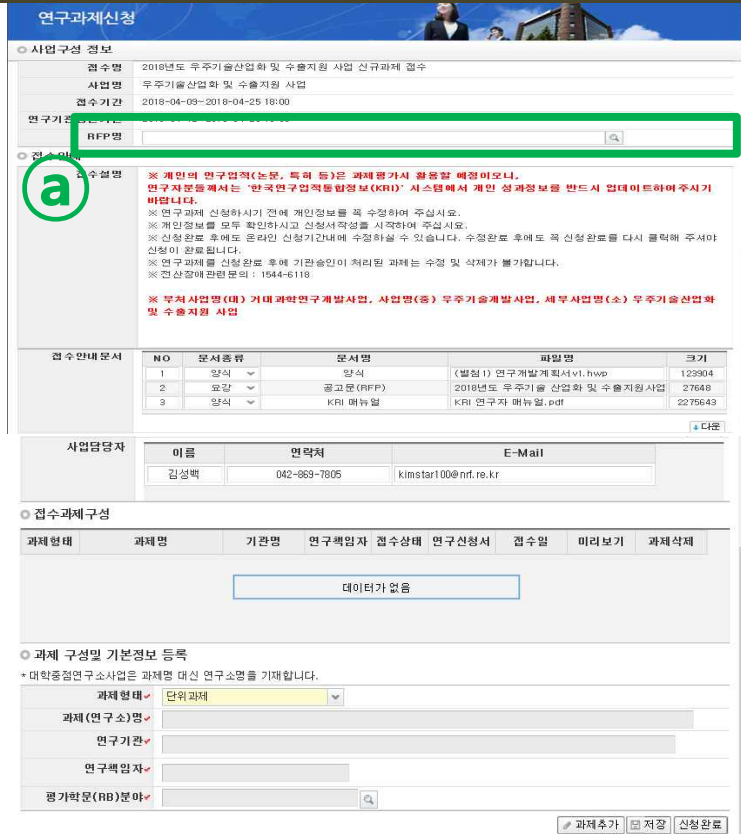 연구과제신청
사업구성 정보
접수명 2018년도 우주기술산업화 및 수출지원 사업 신규과제 접수
사업명 우주기술산업화 및 수출지원 사업
접수기간 2018-04-09~2018-04-25 18:00
RFP명
ⓐ 접수설명
※ 개인의 연구업적(논문, 특허 등)은 과제평가시 활용할 예정이오니,
연구자분들께서는 '한국연구업적통합정보(KRI)' 시스템에서 개인 성과정보를 반드시 업데이트하여주시기
바랍니다.
※ 연구과제 신청하시기 전에 개인정보를 꼭 수정하여 주십시요.
※ 개인정보를 모두 확인하시고 신청서작성을 시작하여 주십시요.
※ 신청완료 후에도 온라인 신청기간내에 수정하실 수 있습니다. 수정완료 후에도 꼭 신청완료를 다시 클릭해 주셔야
신청이 완료됩니다.
※ 연구과제를 신청완료 후에 기관승인이 처리된 과제는 수정 및 삭제가 불가합니다.
※ 전산장애관련문의 : 1544-6118
※ 부처사업명(대) 거대과학연구개발사업, 사업명(중) 우주기술개발사업, 세부사업명(소) 우주기술산업화
및 수출지원 사업
접수안내문서
NO 문서종류 문서명 파일명 크기
1 양식 양식 (별첨1) 연구개발계획서v1.hwp 123904
2 요강 공고문(RFP) 2018년도 우주기술 산업화 및 수출지원사업 27648
3 양식 KRI 매뉴얼 KRI 연구자 매뉴얼.pdf 2275643
다운
사업담당자 이름 연락처 E-Mail
김성백 042-869-7805 kimstar100@nrf.re.kr
접수과제구성
과제형태 과제명 기관명 연구책임자 접수상태 연구신청서 접수일 미리보기 과제삭제
데이터가 없음
과제 구성및 기본정보 등록
* 대학중점연구소사업은 과제명 대신 연구소명을 기재합니다.
과제형태 단위과제
과제(연구소)명
연구기관
연구책임자
평가학문(RB)분야
과제추가 저장 신청완료